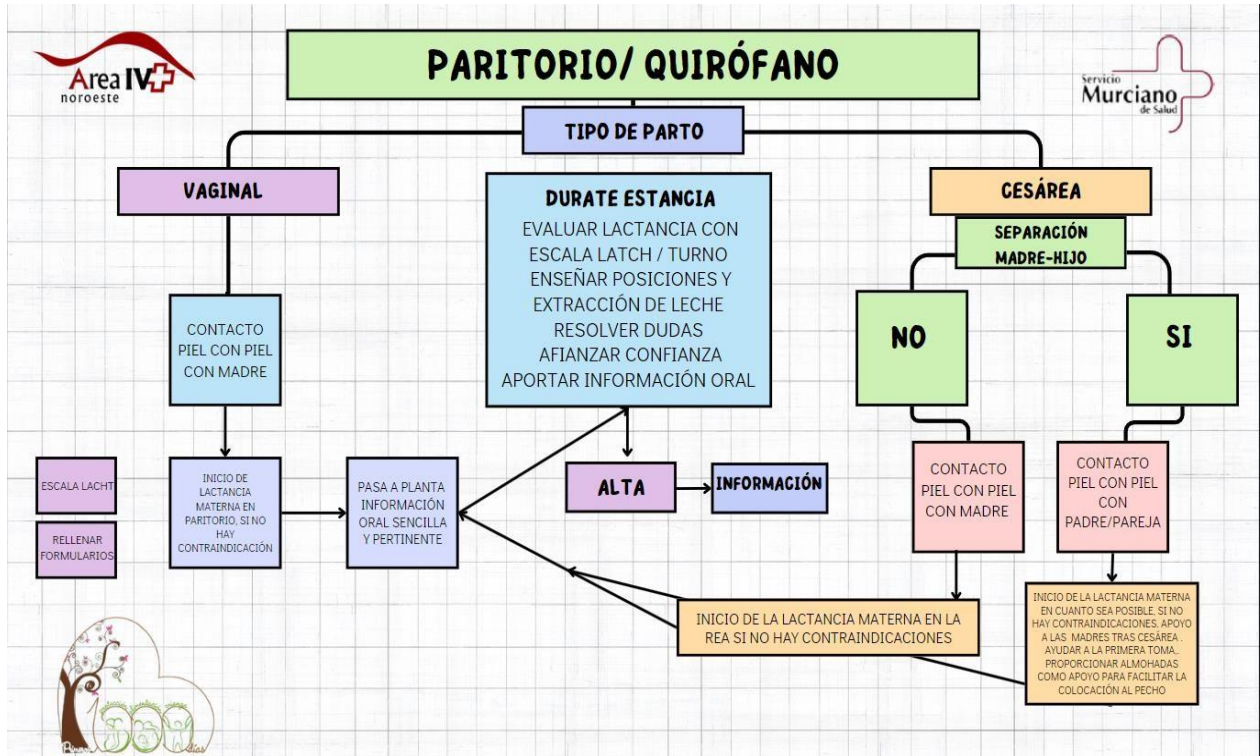 Area IV
noroeste
PARITORIO/ QUIRÓFANO
Servicio
Murciano
de Salud
TIPO DE PARTO
VAGINAL
DURATE ESTANCIA
EVALUAR LACTANCIA CON
ESCALA LATCH / TURNO
ENSEÑAR POSICIONES Y
EXTRACCIÓN DE LECHE
RESOLVER DUDAS
AFIANZAR CONFIANZA
APORTAR INFORMACIÓN ORAL
CESÁREA
SEPARACIÓN
MADRE-HIJO
NO
SI
CONTACTO
PIEL CON PIEL
CON MADRE
ESCALA LACHT
RELLENAR
FORMULARIOS
INICIO DE
LACTANCIA
MATERNA EN
PARITORIO, SI NO
HAY
CONTRAINDICACIÓN
PASA A PLANTA
INFORMACIÓN
ORAL SENCILLA
Y PERTINENTE
ALTA
INFORMACIÓN
CONTACTO
PIEL CON PIEL
CON MADRE
CONTACTO
PIEL CON PIEL
CON
PADRE/PAREJA
INICIO DE LA LACTANCIA MATERNA EN LA
REA SI NO HAY CONTRAINDICACIONES
INICIO DE LA LACTANCIA MATERNA
EN CUANTO SEA POSIBLE, SI NO
HAY CONTRAINDICACIONES. APOYO
A LAS MADRES TRAS CESÁREA .
AYUDAR A LA PRIMERA TOMA..
PROPORCIONAR ALMOHADAS
COMO APOYO PARA FACILITAR LA
COLOCACIÓN AL PECHO